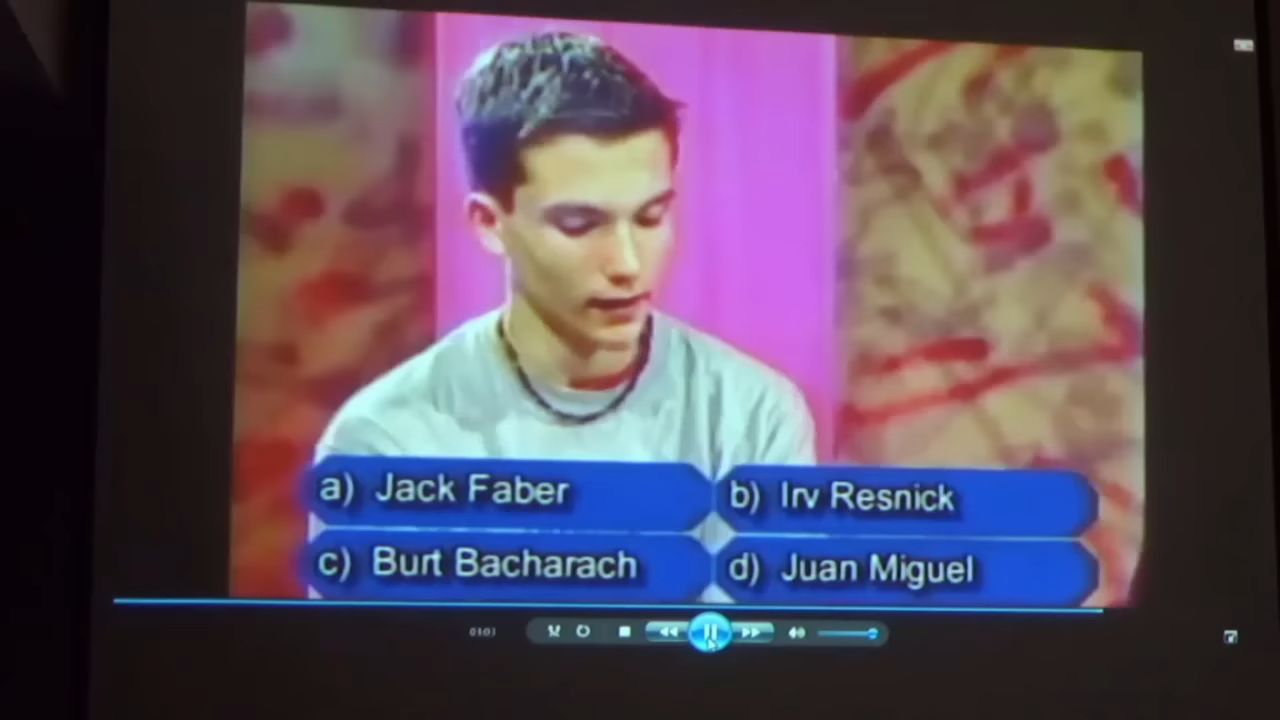 a) Jack Faber
b) Irv Resnick
c) Burt Bacharach
d) Juan Miguel